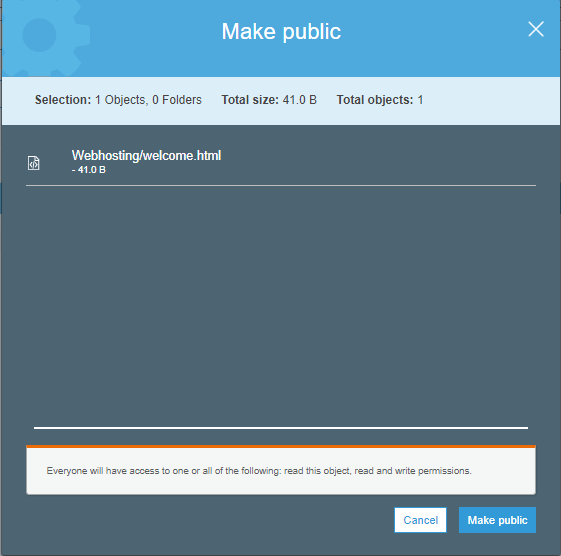 Make public
Selection: 1 Objects, 0 Folders Total size: 41.0 B Total objects: 1
Webhosting/welcome.html
- 41.0 B
Everyone will have access to one or all of the following: read this object, read and write permissions.
Cancel Make public